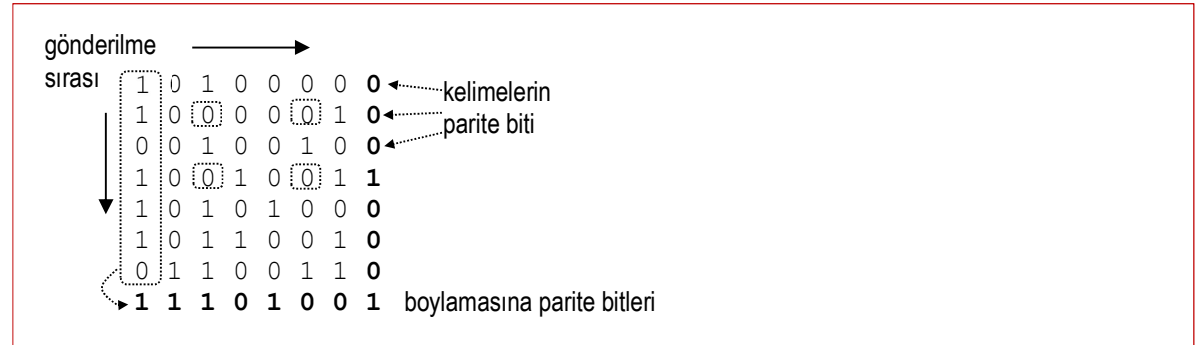 gönderilme
sırası
1 0 1 0 0 0 0 0 0
kelimelerin
1 0 0 0 0 0 1 0
parite biti
0 0 1 0 0 1 0 0
1 0 0 1 0 0 1 1
1 0 1 0 1 0 0 0
1 0 1 1 0 0 1 0
0 1 1 0 0 1 1 0
1 1 1 0 1 0 0 1 boylamasına parite bitleri